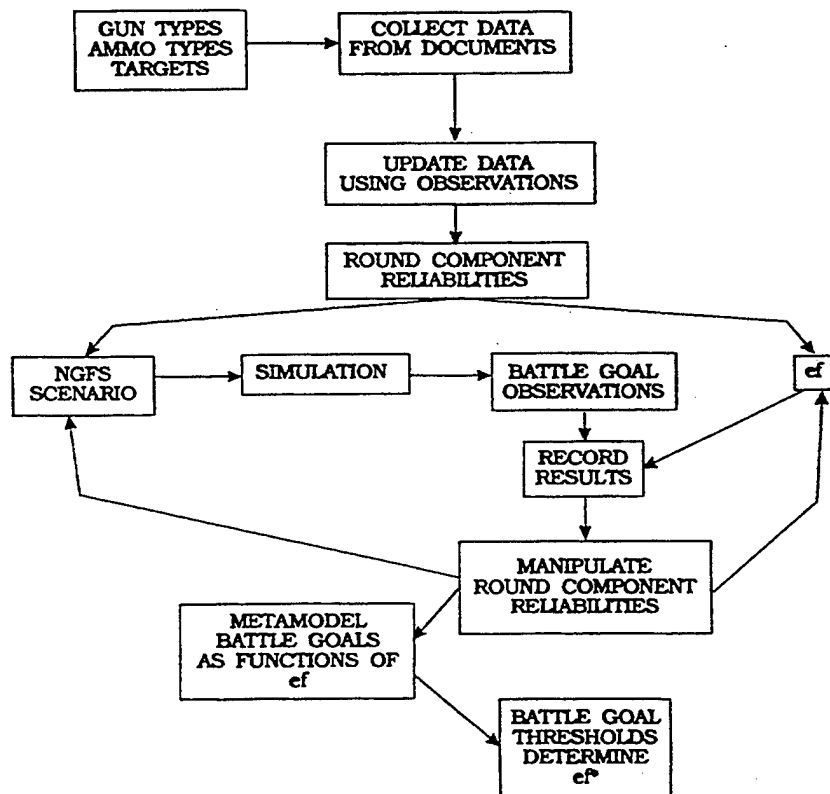 GUN TYPES
AMMO TYPES
TARGETS
COLLECT DATA
FROM DOCUMENTS
UPDATE DATA
USING OBSERVATIONS
ROUND COMPONENT
RELIABILITIES
NGFS
SCENARIO
SIMULATION
BATTLE GOAL
OBSERVATIONS
ef
RECORD
RESULTS
MANIPULATE
ROUND COMPONENT
RELIABILITIES
METAMODEL
BATTLE GOALS
AS FUNCTIONS OF
ef
BATTLE GOAL
THRESHOLDS
DETERMINE
ef*